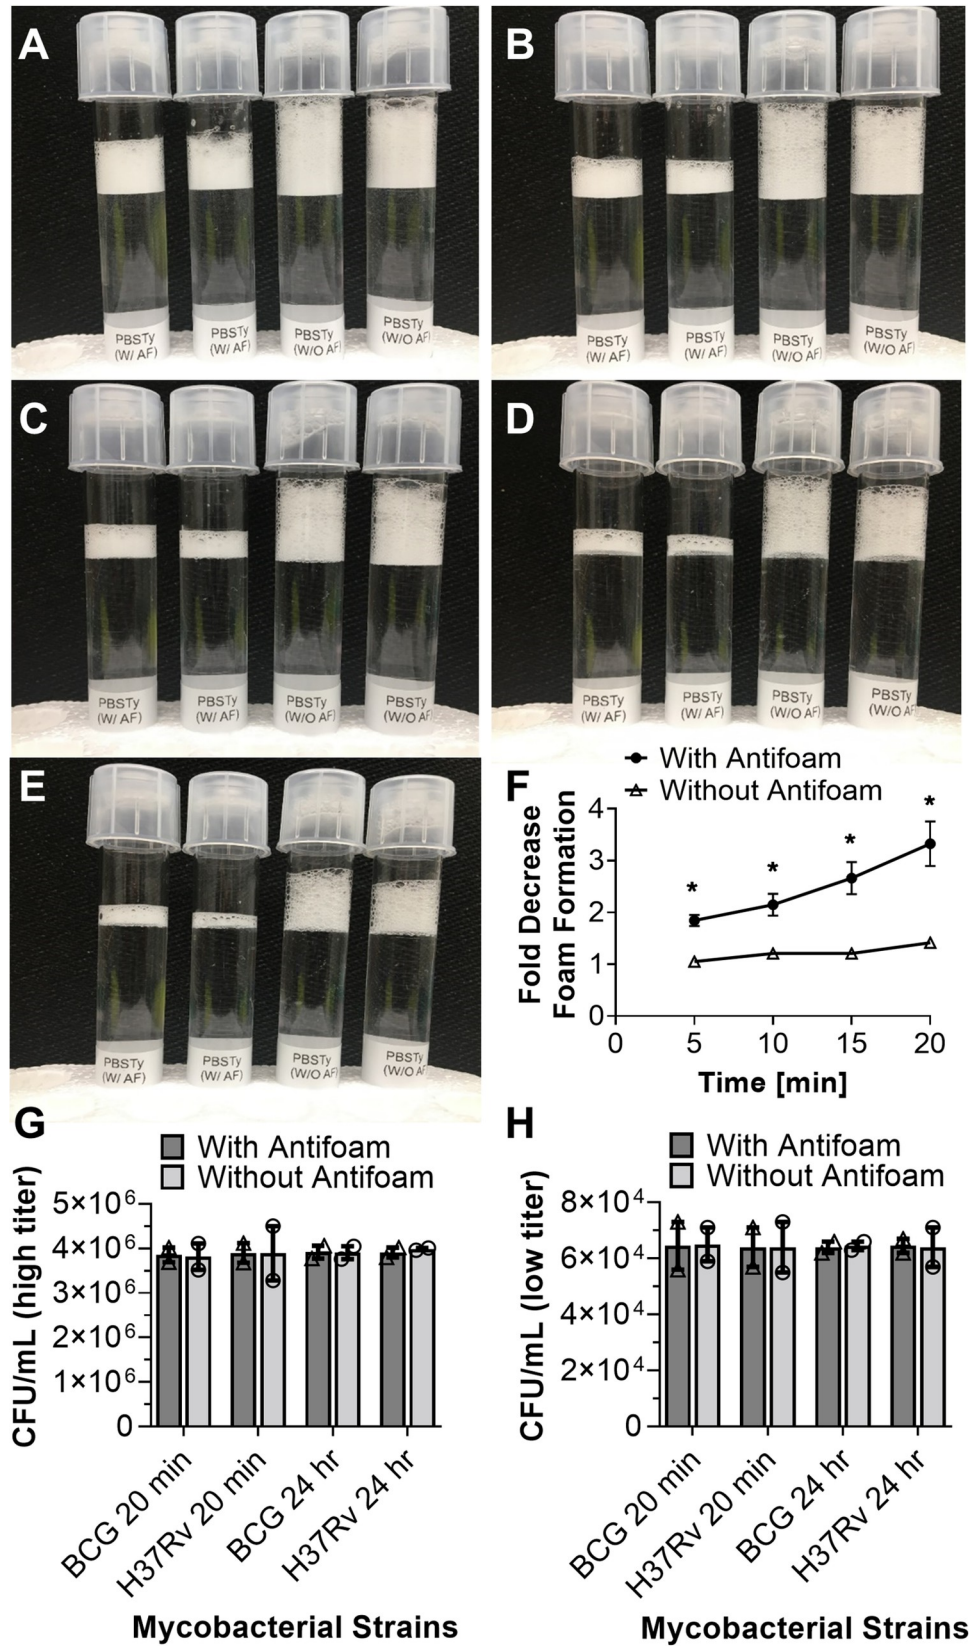 A
PBSTy
(W/ AF)
PBSTy
(W/ AF)
PBSTy
(W/O AF)
PBSTy
(W/O AF)
B
PBSTy
(W/ AF)
PBSTy
(W/ AF)
PBSTy
(W/O AF)
PBSTy
(W/O AF)
C
PBSTy
(W/ AF)
PBSTy
(W/ AF)
PBSTy
(W/O AF)
PBSTy
(W/O AF)
D
PBSTy
(W/ AF)
PBSTy
(W/ AF)
PBSTy
(W/O AF)
PBSTy
(W/O AF)
E
PBSTy
(W/ AF)
PBSTy
(W/ AF)
PBSTy
(W/O AF)
PBSTy
(W/O AF)
F
With Antifoam
Without Antifoam
Fold Decrease
Foam Formation
4
3
2
1
0
* * * *
0 5 10 15 20
Time [min]
G
With Antifoam
Without Antifoam
CFU/mL (high titer)
5×10⁶
4×10⁶
3×10⁶
2×10⁶
1×10⁶
0
BCG 20 min
H37Rv 20 min
BCG 24 hr
H37Rv 24 hr
Mycobacterial Strains
H
With Antifoam
Without Antifoam
CFU/mL (low titer)
8×10⁴
6×10⁴
4×10⁴
2×10⁴
0
BCG 20 min
H37Rv 20 min
BCG 24 hr
H37Rv 24 hr
Mycobacterial Strains